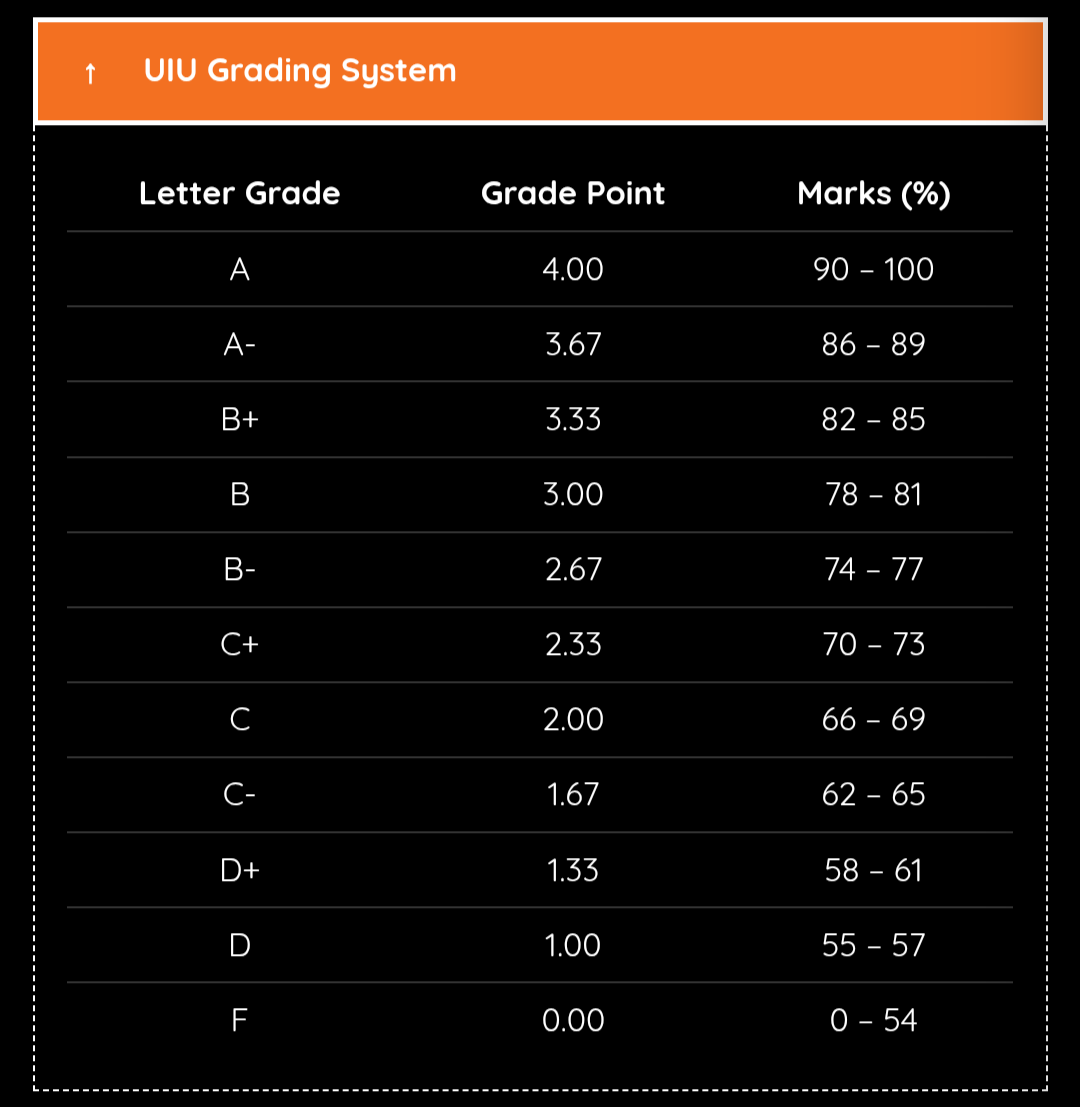 ↑ UIU Grading System
Letter Grade Grade Point Marks (%)
A 4.00 90 – 100
A- 3.67 86 – 89
B+ 3.33 82 – 85
B 3.00 78 – 81
B- 2.67 74 – 77
C+ 2.33 70 – 73
C 2.00 66 – 69
C- 1.67 62 – 65
D+ 1.33 58 – 61
D 1.00 55 – 57
F 0.00 0 – 54